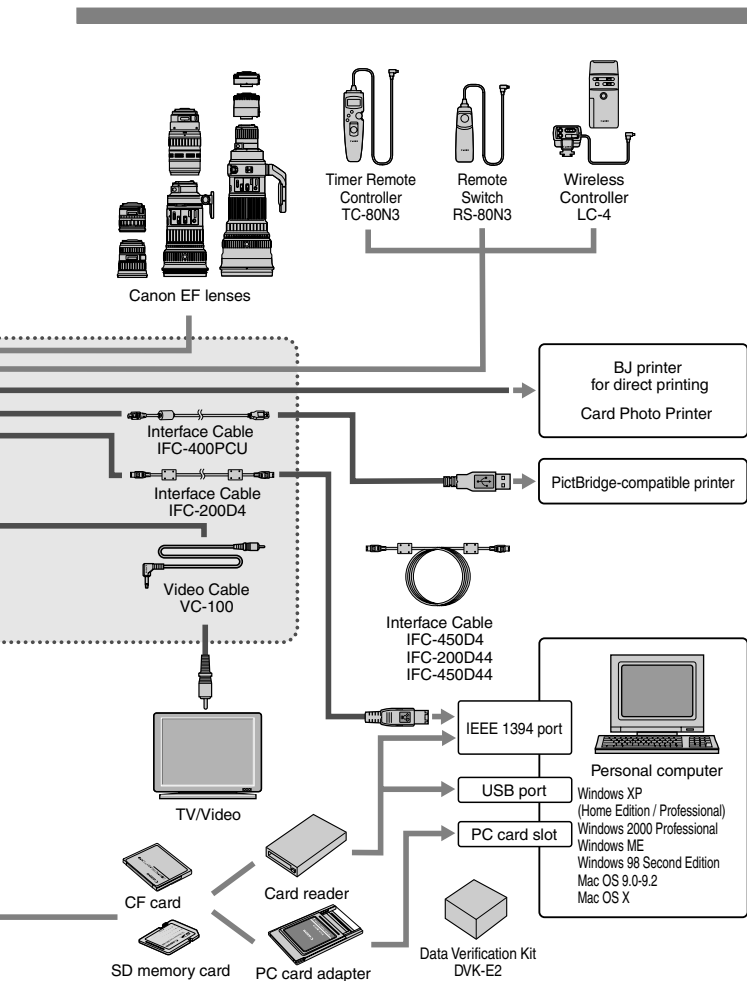 Timer Remote
Controller
TC-80N3
Remote
Switch
RS-80N3
Wireless
Controller
LC-4
Canon EF lenses
BJ printer
for direct printing
Card Photo Printer
Interface Cable
IFC-400PCU
PictBridge-compatible printer
Interface Cable
IFC-200D4
Video Cable
VC-100
Interface Cable
IFC-450D4
IFC-200D44
IFC-450D44
IEEE 1394 port
Personal computer
USB port
Windows XP
(Home Edition / Professional)
Windows 2000 Professional
Windows ME
Windows 98 Second Edition
Mac OS 9.0-9.2
Mac OS X
PC card slot
TV/Video
CF card
Card reader
SD memory card
PC card adapter
Data Verification Kit
DVK-E2